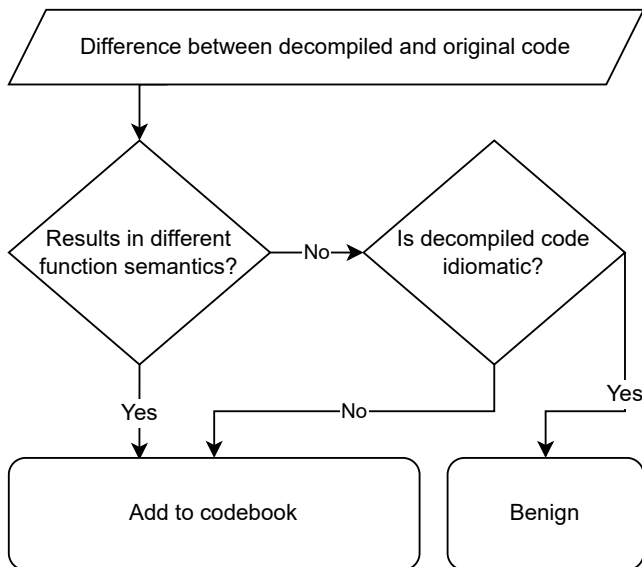 Difference between decompiled and original code
Results in different
function semantics?
No
Is decompiled code
idiomatic?
Yes
No
Yes
Add to codebook
Benign